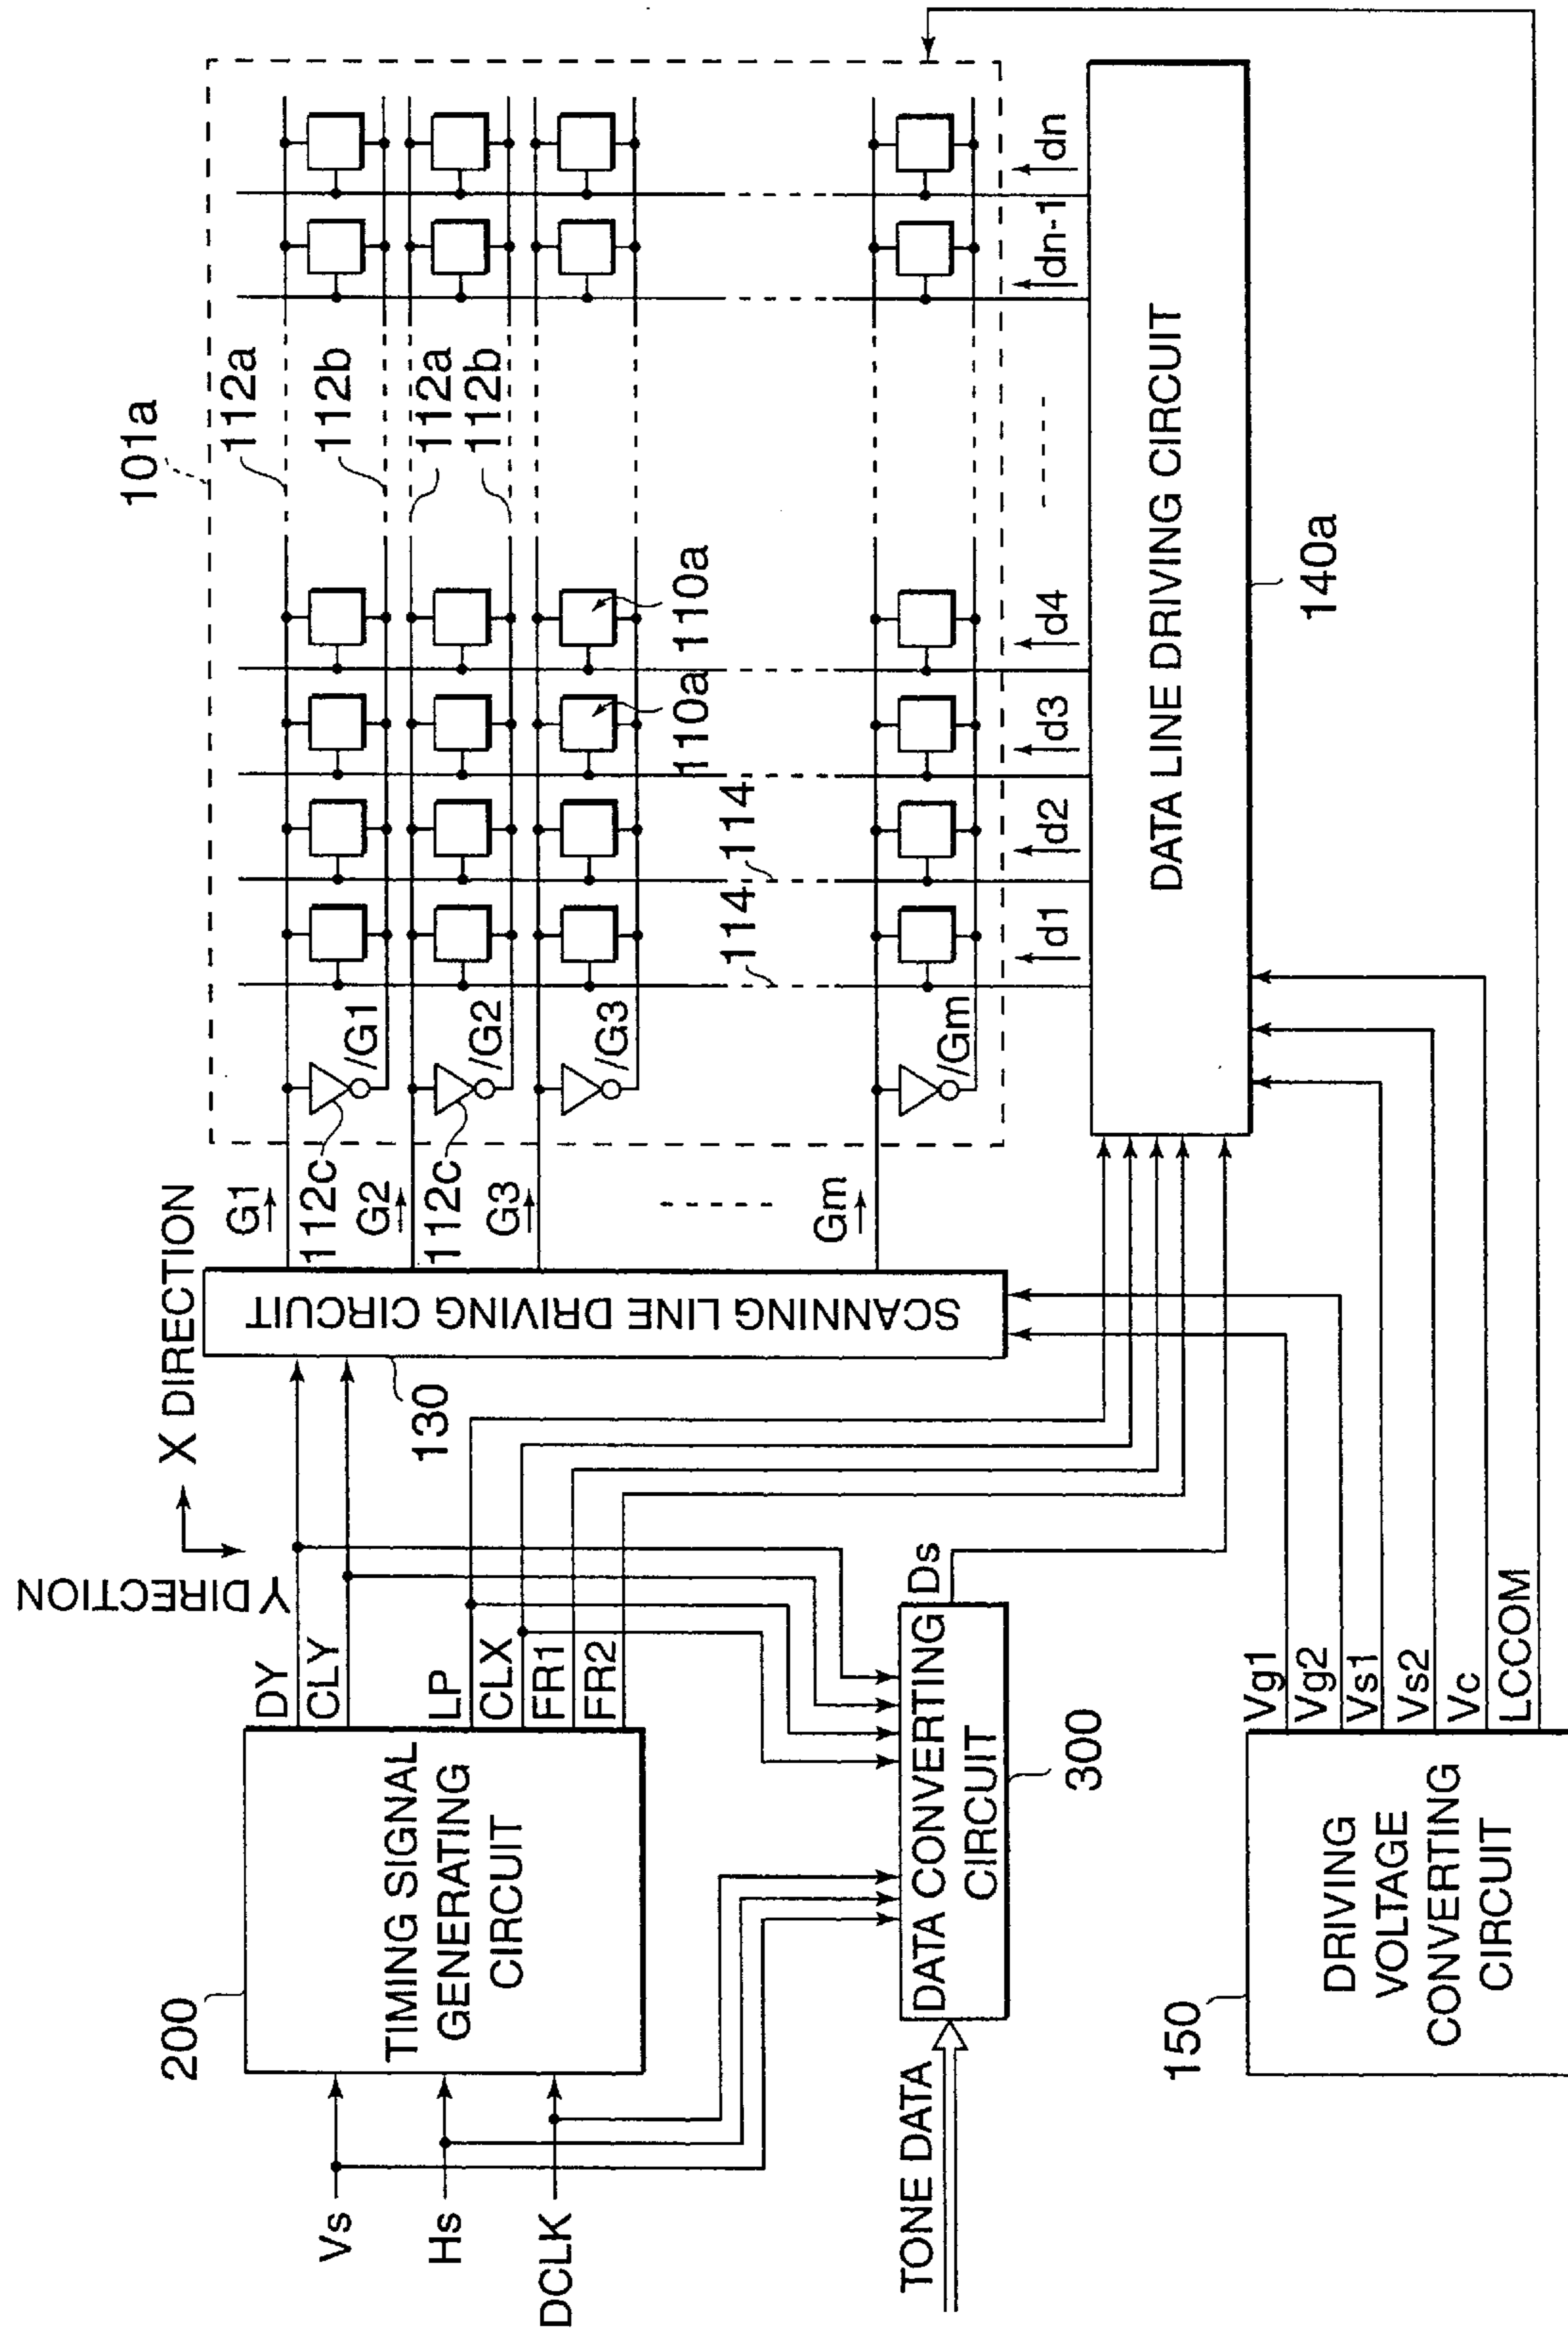 X DIRECTION
Y DIRECTION
101a
112a
112b
112a
112b
G1
112c
/G1
G2
112c
/G2
G3
/G3
Gm
/Gm
110a
110a
114
114
d1
d2
d3
d4
dn-1
dn
DATA LINE DRIVING CIRCUIT
140a
SCANNING LINE DRIVING CIRCUIT
130
200
TIMING SIGNAL
GENERATING
CIRCUIT
Vs
Hs
DCLK
DY
CLY
LP
CLX
FR1
FR2
TONE DATA
DATA CONVERTING
CIRCUIT
300
Ds
150
DRIVING
VOLTAGE
CONVERTING
CIRCUIT
Vg1
Vg2
Vs1
Vs2
Vc
LCCOM